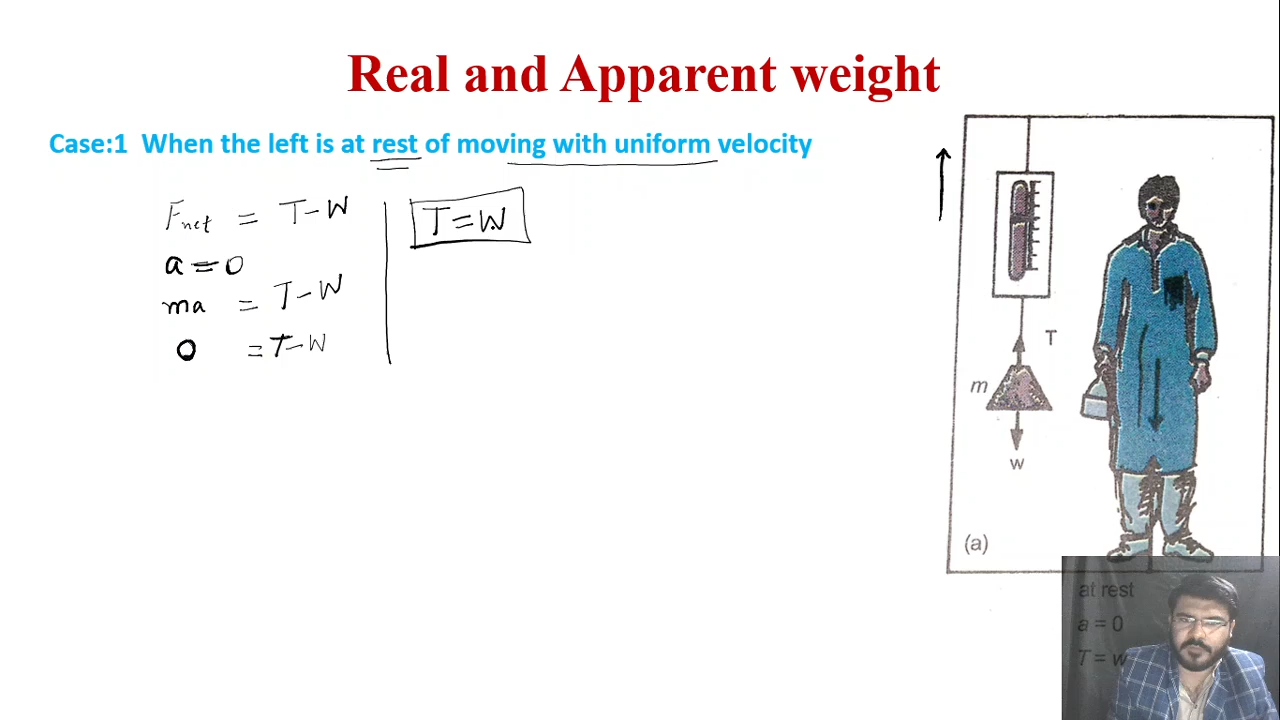 Real and Apparent weight
Case:1 When the left is at rest of moving with uniform velocity
Fnet = T-W
a=0
ma = T-W
0 =T-W
T=W
T
m
w
(a)
at rest
a = 0
T = w